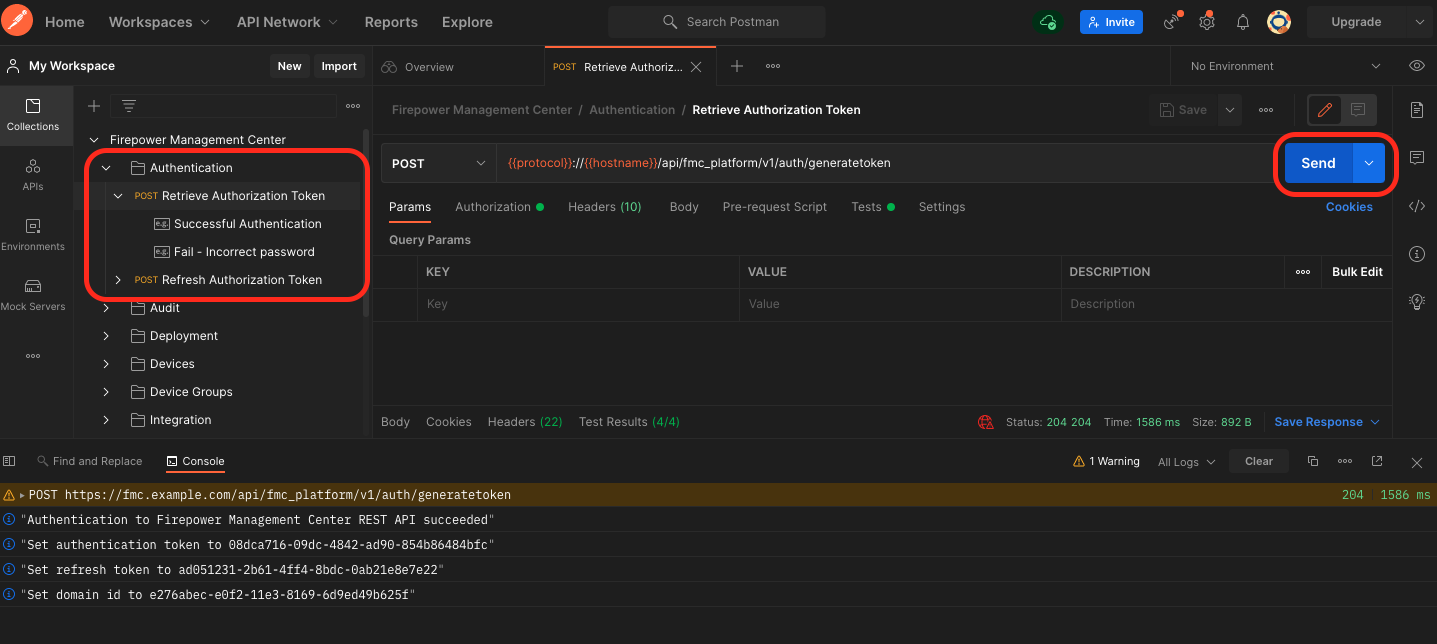 Home Workspaces API Network Reports Explore Search Postman Invite Upgrade
My Workspace New Import Overview POST Retrieve Authoriz... No Environment
Collections
APIs
Environments
Mock Servers
Firepower Management Center
Authentication
POST Retrieve Authorization Token
e.g. Successful Authentication
e.g. Fail - Incorrect password
POST Refresh Authorization Token
Audit
Deployment
Devices
Device Groups
Integration
Firepower Management Center / Authentication / Retrieve Authorization Token Save
POST {{protocol}}://{{hostname}}/api/fmc_platform/v1/auth/generatetoken Send
Params Authorization Headers (10) Body Pre-request Script Tests Settings Cookies
Query Params
KEY VALUE DESCRIPTION Bulk Edit
Key Value Description
Body Cookies Headers (22) Test Results (4/4) Status: 204 204 Time: 1586 ms Size: 892 B Save Response
Find and Replace Console 1 Warning All Logs Clear
POST https://fmc.example.com/api/fmc_platform/v1/auth/generatetoken 204 1586 ms
"Authentication to Firepower Management Center REST API succeeded"
"Set authentication token to 08dca716-09dc-4842-ad90-854b86484bfc"
"Set refresh token to ad051231-2b61-4ff4-8bdc-0ab21e8e7e22"
"Set domain id to e276abec-e0f2-11e3-8169-6d9ed49b625f"